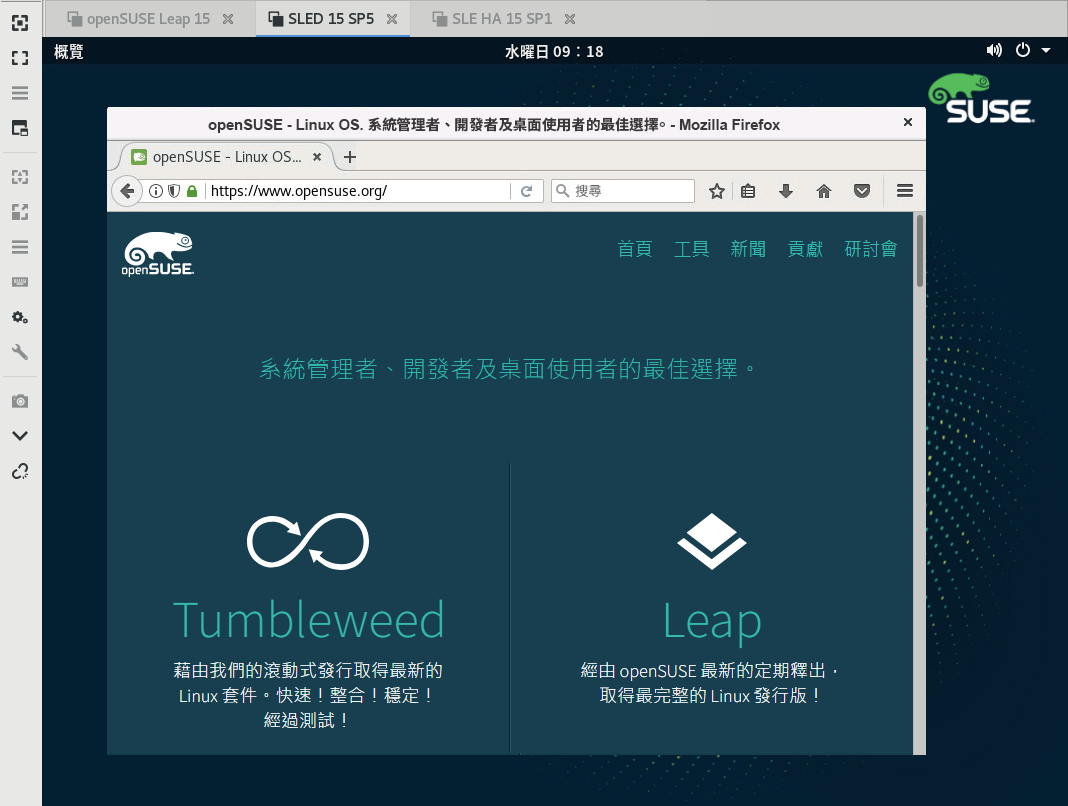 openSUSE Leap 15
SLED 15 SP5
SLE HA 15 SP1
概覽
水曜日 09：18
SUSE
openSUSE - Linux OS. 系統管理者、開發者及桌面使用者的最佳選擇。 - Mozilla Firefox
openSUSE - Linux OS...
https://www.opensuse.org/
搜尋
openSUSE
首頁 工具 新聞 貢獻 研討會
系統管理者、開發者及桌面使用者的最佳選擇。
Tumbleweed
藉由我們的滾動式發行取得最新的
Linux 套件。快速！整合！穩定！
經過測試！
Leap
經由 openSUSE 最新的定期釋出，
取得最完整的 Linux 發行版！